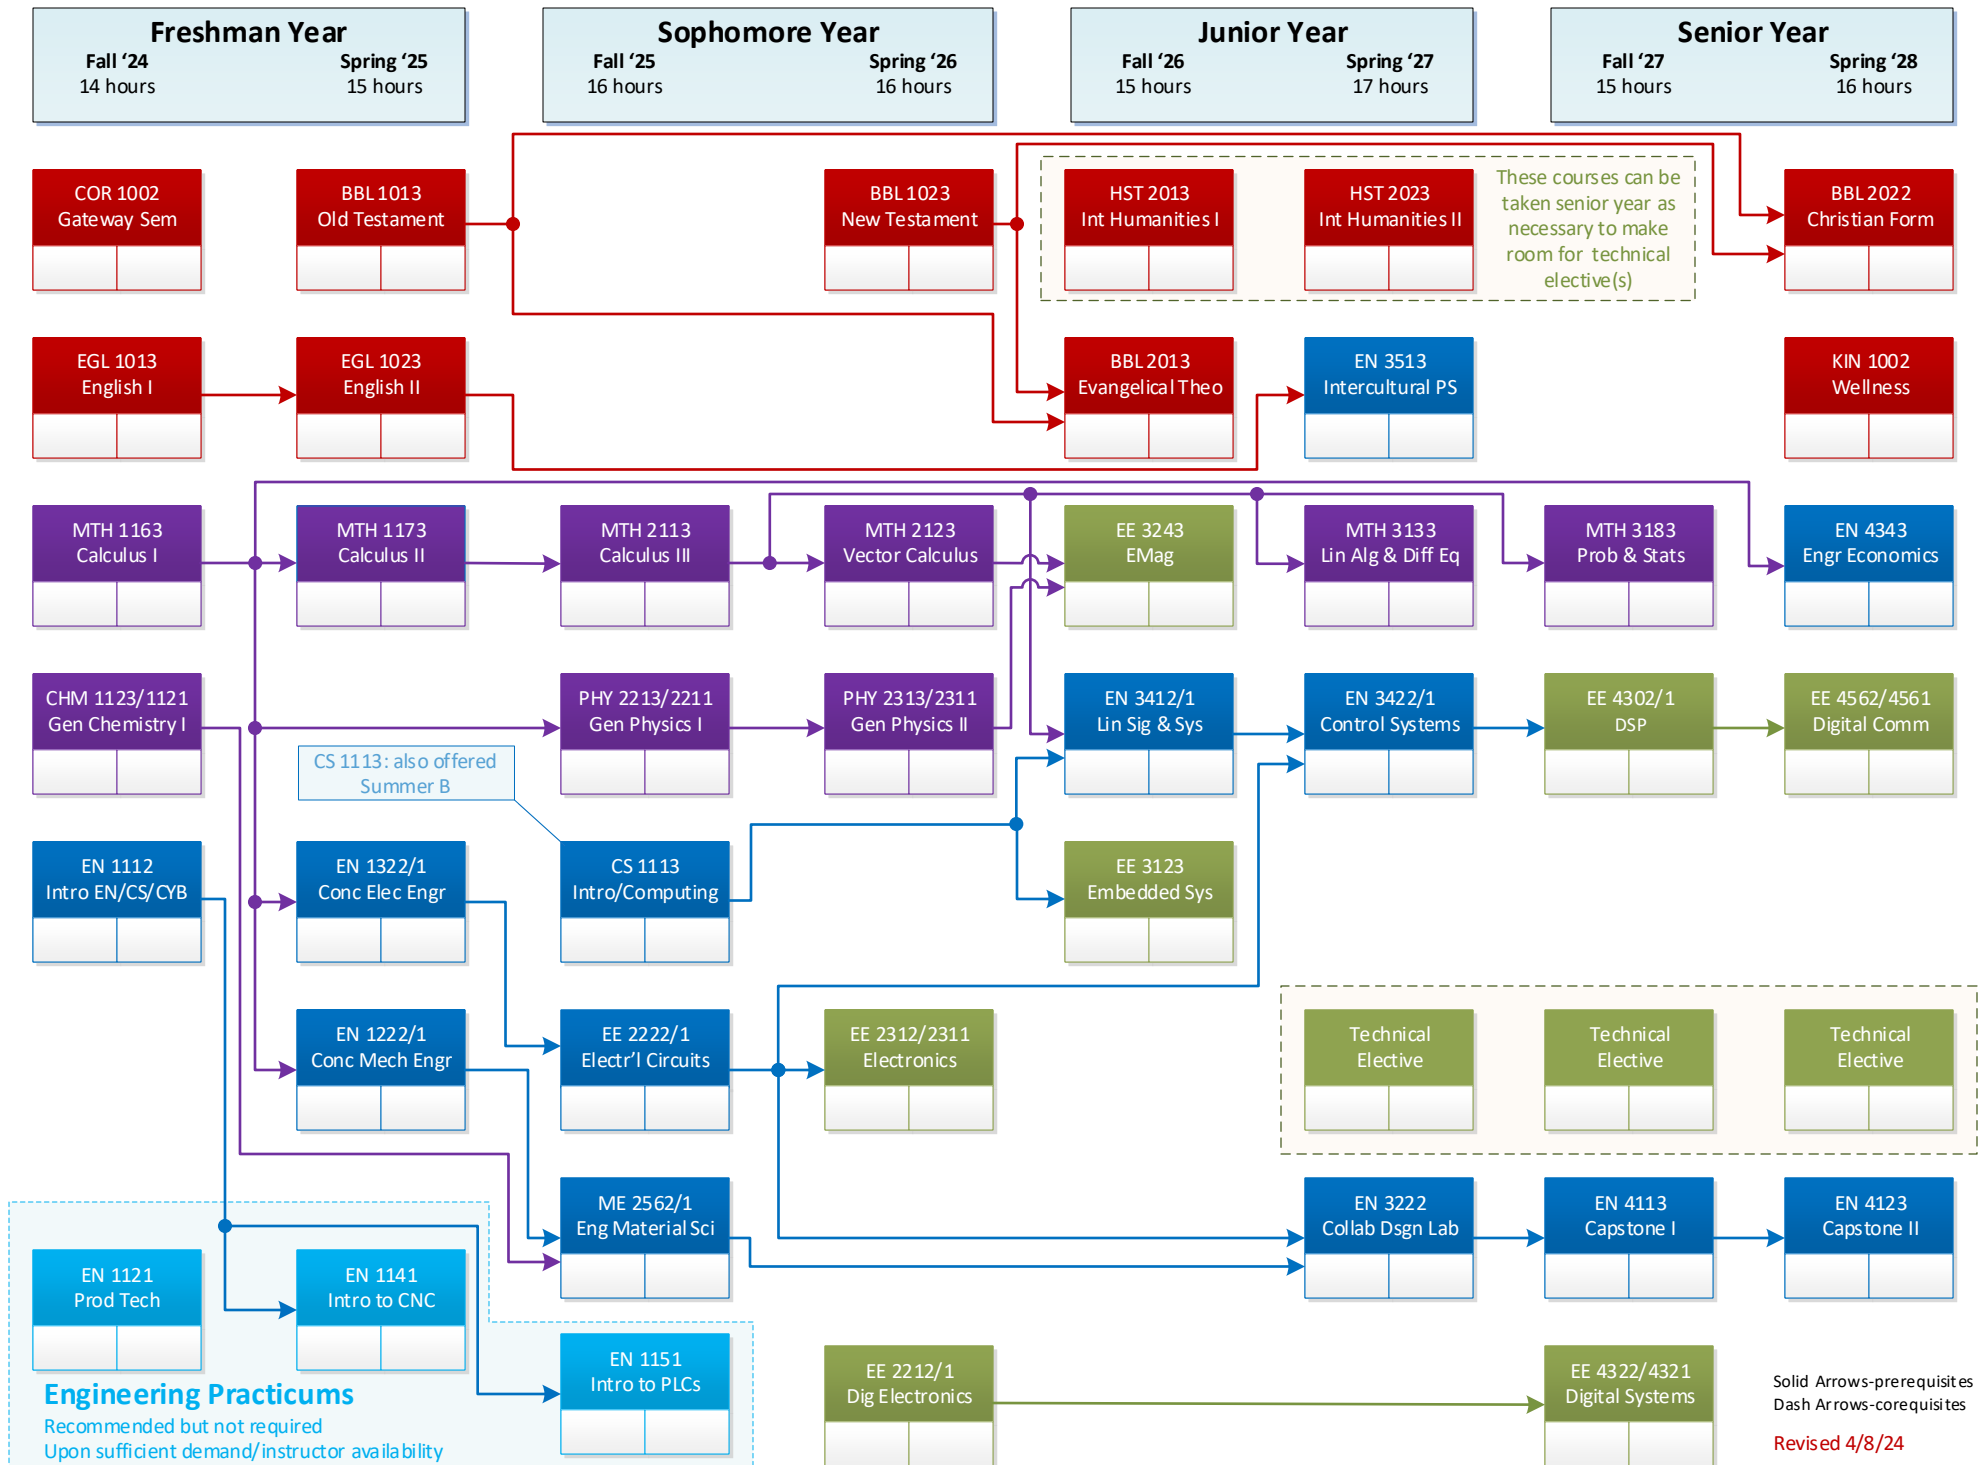 Freshman Year
Fall ‘24
Spring ‘25
14 hours
15 hours
Sophomore Year
Fall ‘25
Spring ‘26
16 hours
16 hours
Junior Year
Fall ‘26
Spring ‘27
15 hours
17 hours
Senior Year
Fall ‘27
Spring ‘28
15 hours
16 hours
COR 1002
Gateway Sem
BBL 1013
Old Testament
BBL 1023
New Testament
HST 2013
Int Humanities I
HST 2023
Int Humanities II
These courses can be
taken senior year as
necessary to make
room for technical
elective(s)
BBL 2022
Christian Form
EGL 1013
English I
EGL 1023
English II
BBL 2013
Evangelical Theo
EN 3513
Intercultural PS
KIN 1002
Wellness
MTH 1163
Calculus I
MTH 1173
Calculus II
MTH 2113
Calculus III
MTH 2123
Vector Calculus
EE 3243
EMag
MTH 3133
Lin Alg & Diff Eq
MTH 3183
Prob & Stats
EN 4343
Engr Economics
CHM 1123/1121
Gen Chemistry I
PHY 2213/2211
Gen Physics I
PHY 2313/2311
Gen Physics II
EN 3412/1
Lin Sig & Sys
EN 3422/1
Control Systems
EE 4302/1
DSP
EE 4562/4561
Digital Comm
CS 1113: also offered
Summer B
EN 1112
Intro EN/CS/CYB
EN 1322/1
Conc Elec Engr
CS 1113
Intro/Computing
EE 3123
Embedded Sys
EN 1222/1
Conc Mech Engr
EE 2222/1
Electr’l Circuits
EE 2312/2311
Electronics
Technical
Elective
Technical
Elective
Technical
Elective
ME 2562/1
Eng Material Sci
EN 3222
Collab Dsgn Lab
EN 4113
Capstone I
EN 4123
Capstone II
EN 1121
Prod Tech
EN 1141
Intro to CNC
EN 1151
Intro to PLCs
EE 2212/1
Dig Electronics
EE 4322/4321
Digital Systems
Engineering Practicums
Recommended but not required
Upon sufficient demand/instructor availability
Solid Arrows-prerequisites
Dash Arrows-corequisites
Revised 4/8/24